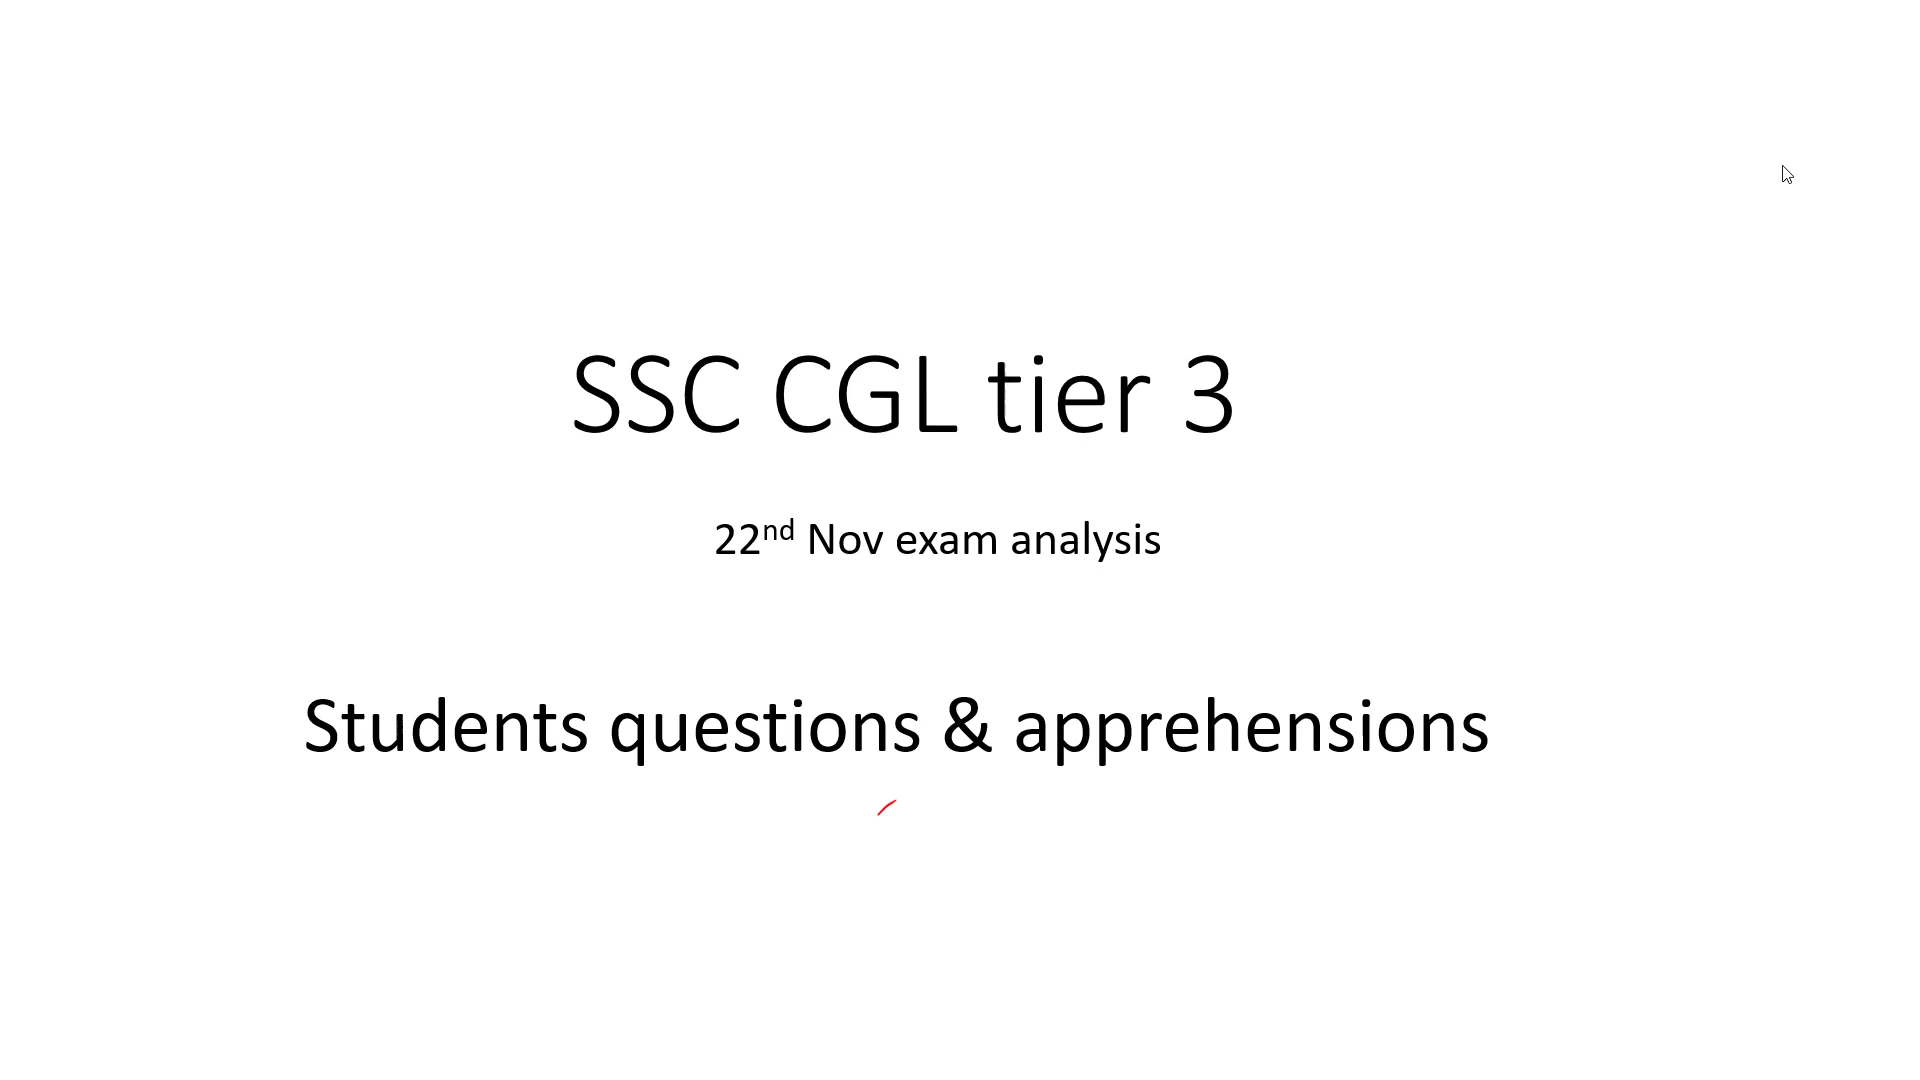 SSC CGL tier 3
22nd Nov exam analysis
Students questions & apprehensions